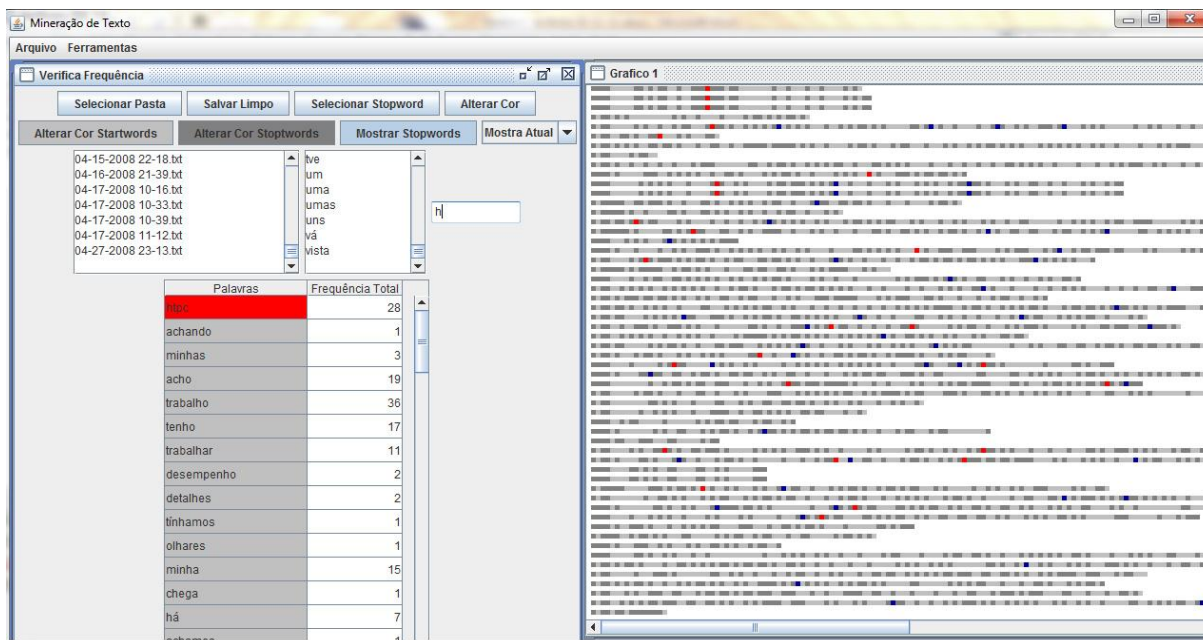 Mineração de Texto
Arquivo Ferramentas
Verifica Frequência
Selecionar Pasta Salvar Limpo Selecionar Stopword Alterar Cor
Alterar Cor Startwords Alterar Cor Stoptwords Mostrar Stopwords Mostra Atual
04-15-2008 22-18.txt
04-16-2008 21-39.txt
04-17-2008 10-16.txt
04-17-2008 10-33.txt
04-17-2008 10-39.txt
04-17-2008 11-12.txt
04-27-2008 23-13.txt
tve
um
uma
umas
uns
vá
vista
h
Palavras Frequência Total
htpc 28
achando 1
minhas 3
acho 19
trabalho 36
tenho 17
trabalhar 11
desempenho 2
detalhes 2
tínhamos 1
olhares 1
minha 15
chega 1
há 7
Grafico 1